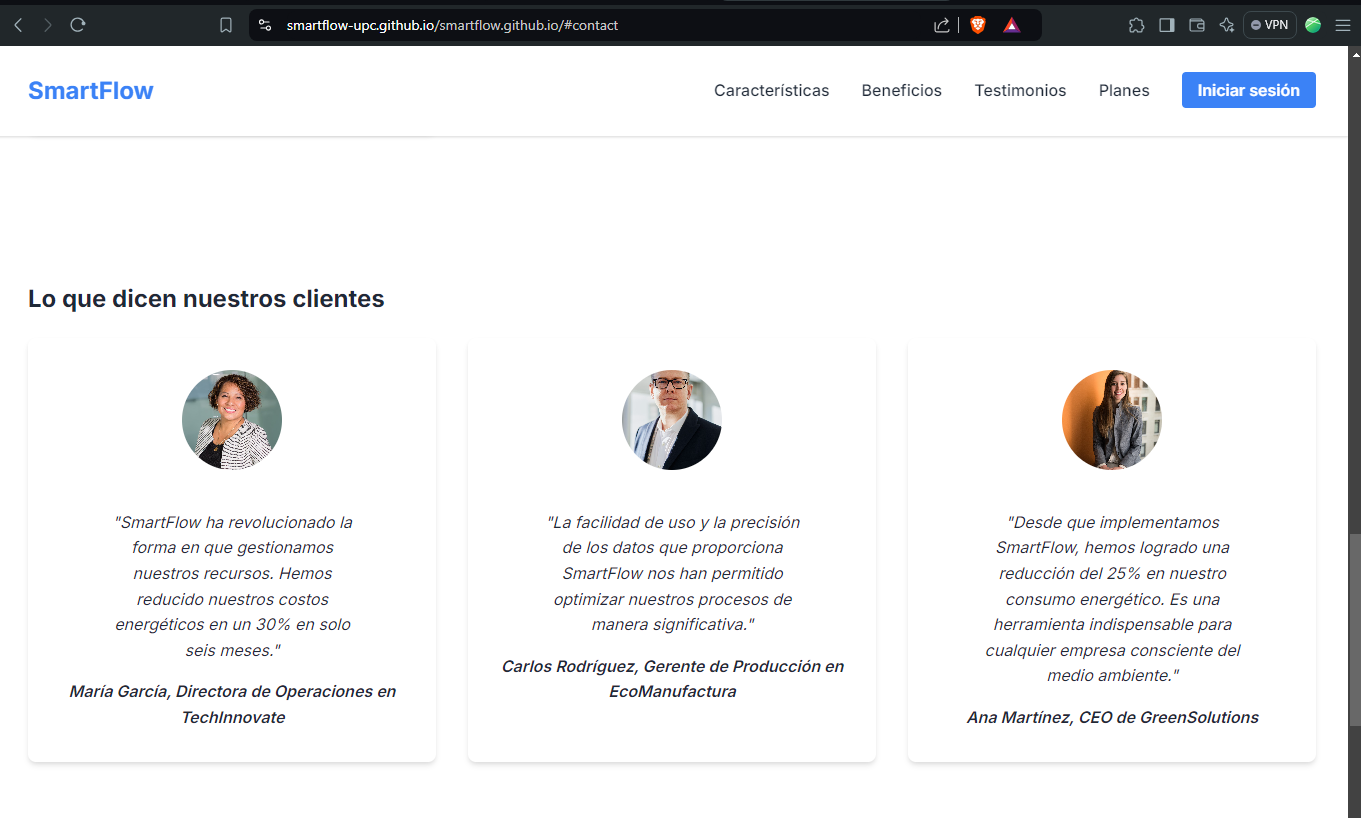 smartflow-upc.github.io/smartflow.github.io/#contact
VPN
SmartFlow
Características
Beneficios
Testimonios
Planes
Iniciar sesión
Lo que dicen nuestros clientes
"SmartFlow ha revolucionado la
forma en que gestionamos
nuestros recursos. Hemos
reducido nuestros costos
energéticos en un 30% en solo
seis meses."
María García, Directora de Operaciones en
TechInnovate
"La facilidad de uso y la precisión
de los datos que proporciona
SmartFlow nos han permitido
optimizar nuestros procesos de
manera significativa."
Carlos Rodríguez, Gerente de Producción en
EcoManufactura
"Desde que implementamos
SmartFlow, hemos logrado una
reducción del 25% en nuestro
consumo energético. Es una
herramienta indispensable para
cualquier empresa consciente del
medio ambiente."
Ana Martínez, CEO de GreenSolutions